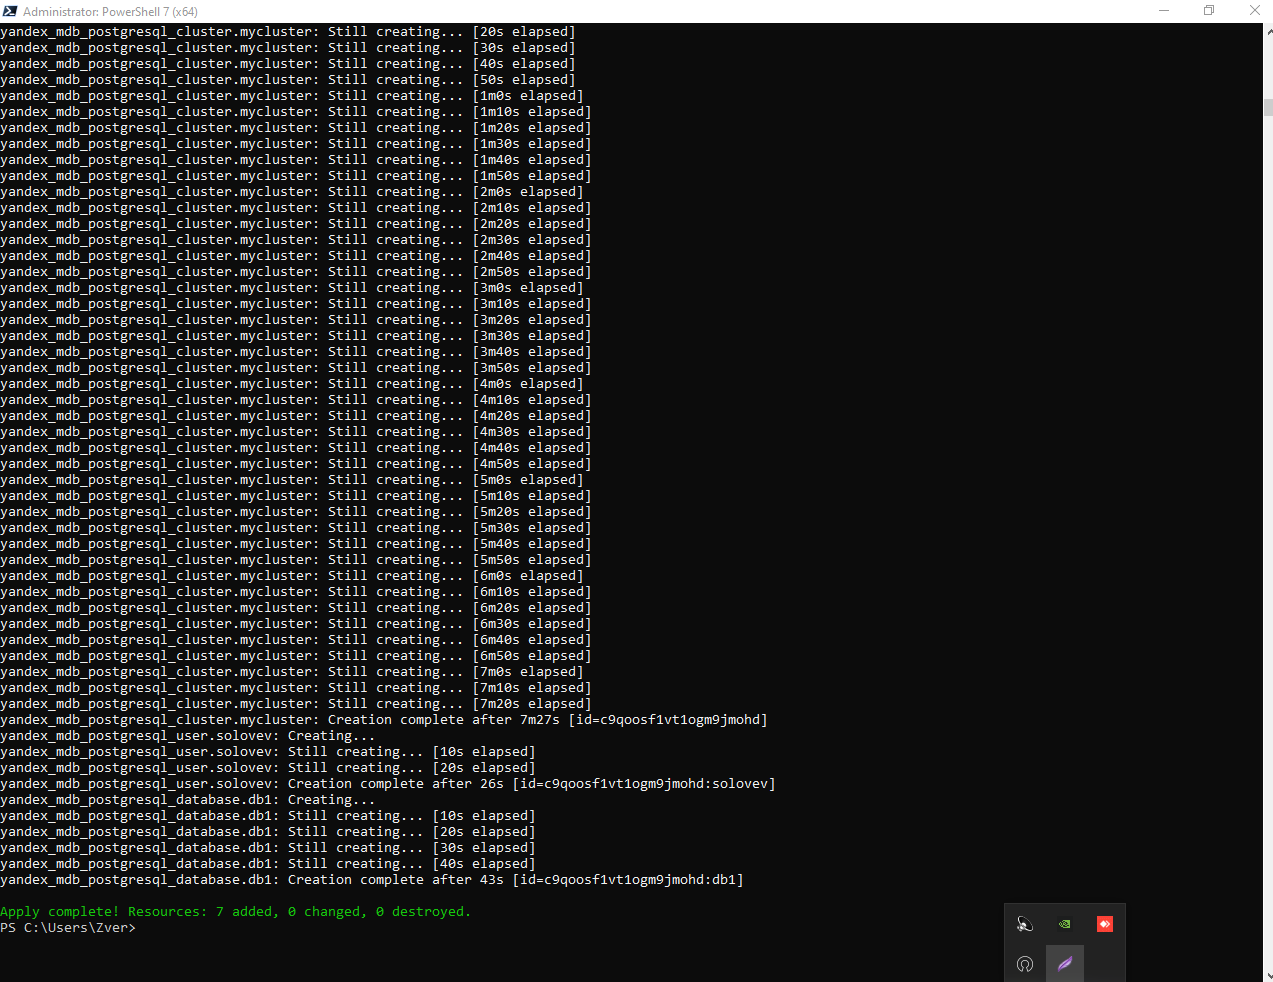 Administrator: PowerShell 7 (x64)
yandex_mdb_postgresql_cluster.mycluster: Still creating... [20s elapsed]
yandex_mdb_postgresql_cluster.mycluster: Still creating... [30s elapsed]
yandex_mdb_postgresql_cluster.mycluster: Still creating... [40s elapsed]
yandex_mdb_postgresql_cluster.mycluster: Still creating... [50s elapsed]
yandex_mdb_postgresql_cluster.mycluster: Still creating... [1m0s elapsed]
yandex_mdb_postgresql_cluster.mycluster: Still creating... [1m10s elapsed]
yandex_mdb_postgresql_cluster.mycluster: Still creating... [1m20s elapsed]
yandex_mdb_postgresql_cluster.mycluster: Still creating... [1m30s elapsed]
yandex_mdb_postgresql_cluster.mycluster: Still creating... [1m40s elapsed]
yandex_mdb_postgresql_cluster.mycluster: Still creating... [1m50s elapsed]
yandex_mdb_postgresql_cluster.mycluster: Still creating... [2m0s elapsed]
yandex_mdb_postgresql_cluster.mycluster: Still creating... [2m10s elapsed]
yandex_mdb_postgresql_cluster.mycluster: Still creating... [2m20s elapsed]
yandex_mdb_postgresql_cluster.mycluster: Still creating... [2m30s elapsed]
yandex_mdb_postgresql_cluster.mycluster: Still creating... [2m40s elapsed]
yandex_mdb_postgresql_cluster.mycluster: Still creating... [2m50s elapsed]
yandex_mdb_postgresql_cluster.mycluster: Still creating... [3m0s elapsed]
yandex_mdb_postgresql_cluster.mycluster: Still creating... [3m10s elapsed]
yandex_mdb_postgresql_cluster.mycluster: Still creating... [3m20s elapsed]
yandex_mdb_postgresql_cluster.mycluster: Still creating... [3m30s elapsed]
yandex_mdb_postgresql_cluster.mycluster: Still creating... [3m40s elapsed]
yandex_mdb_postgresql_cluster.mycluster: Still creating... [3m50s elapsed]
yandex_mdb_postgresql_cluster.mycluster: Still creating... [4m0s elapsed]
yandex_mdb_postgresql_cluster.mycluster: Still creating... [4m10s elapsed]
yandex_mdb_postgresql_cluster.mycluster: Still creating... [4m20s elapsed]
yandex_mdb_postgresql_cluster.mycluster: Still creating... [4m30s elapsed]
yandex_mdb_postgresql_cluster.mycluster: Still creating... [4m40s elapsed]
yandex_mdb_postgresql_cluster.mycluster: Still creating... [4m50s elapsed]
yandex_mdb_postgresql_cluster.mycluster: Still creating... [5m0s elapsed]
yandex_mdb_postgresql_cluster.mycluster: Still creating... [5m10s elapsed]
yandex_mdb_postgresql_cluster.mycluster: Still creating... [5m20s elapsed]
yandex_mdb_postgresql_cluster.mycluster: Still creating... [5m30s elapsed]
yandex_mdb_postgresql_cluster.mycluster: Still creating... [5m40s elapsed]
yandex_mdb_postgresql_cluster.mycluster: Still creating... [5m50s elapsed]
yandex_mdb_postgresql_cluster.mycluster: Still creating... [6m0s elapsed]
yandex_mdb_postgresql_cluster.mycluster: Still creating... [6m10s elapsed]
yandex_mdb_postgresql_cluster.mycluster: Still creating... [6m20s elapsed]
yandex_mdb_postgresql_cluster.mycluster: Still creating... [6m30s elapsed]
yandex_mdb_postgresql_cluster.mycluster: Still creating... [6m40s elapsed]
yandex_mdb_postgresql_cluster.mycluster: Still creating... [6m50s elapsed]
yandex_mdb_postgresql_cluster.mycluster: Still creating... [7m0s elapsed]
yandex_mdb_postgresql_cluster.mycluster: Still creating... [7m10s elapsed]
yandex_mdb_postgresql_cluster.mycluster: Still creating... [7m20s elapsed]
yandex_mdb_postgresql_cluster.mycluster: Creation complete after 7m27s [id=c9qoosf1vt1ogm9jmohd]
yandex_mdb_postgresql_user.solovev: Creating...
yandex_mdb_postgresql_user.solovev: Still creating... [10s elapsed]
yandex_mdb_postgresql_user.solovev: Still creating... [20s elapsed]
yandex_mdb_postgresql_user.solovev: Creation complete after 26s [id=c9qoosf1vt1ogm9jmohd:solovev]
yandex_mdb_postgresql_database.db1: Creating...
yandex_mdb_postgresql_database.db1: Still creating... [10s elapsed]
yandex_mdb_postgresql_database.db1: Still creating... [20s elapsed]
yandex_mdb_postgresql_database.db1: Still creating... [30s elapsed]
yandex_mdb_postgresql_database.db1: Still creating... [40s elapsed]
yandex_mdb_postgresql_database.db1: Creation complete after 43s [id=c9qoosf1vt1ogm9jmohd:db1]
Apply complete! Resources: 7 added, 0 changed, 0 destroyed.
PS C:\Users\Zver>